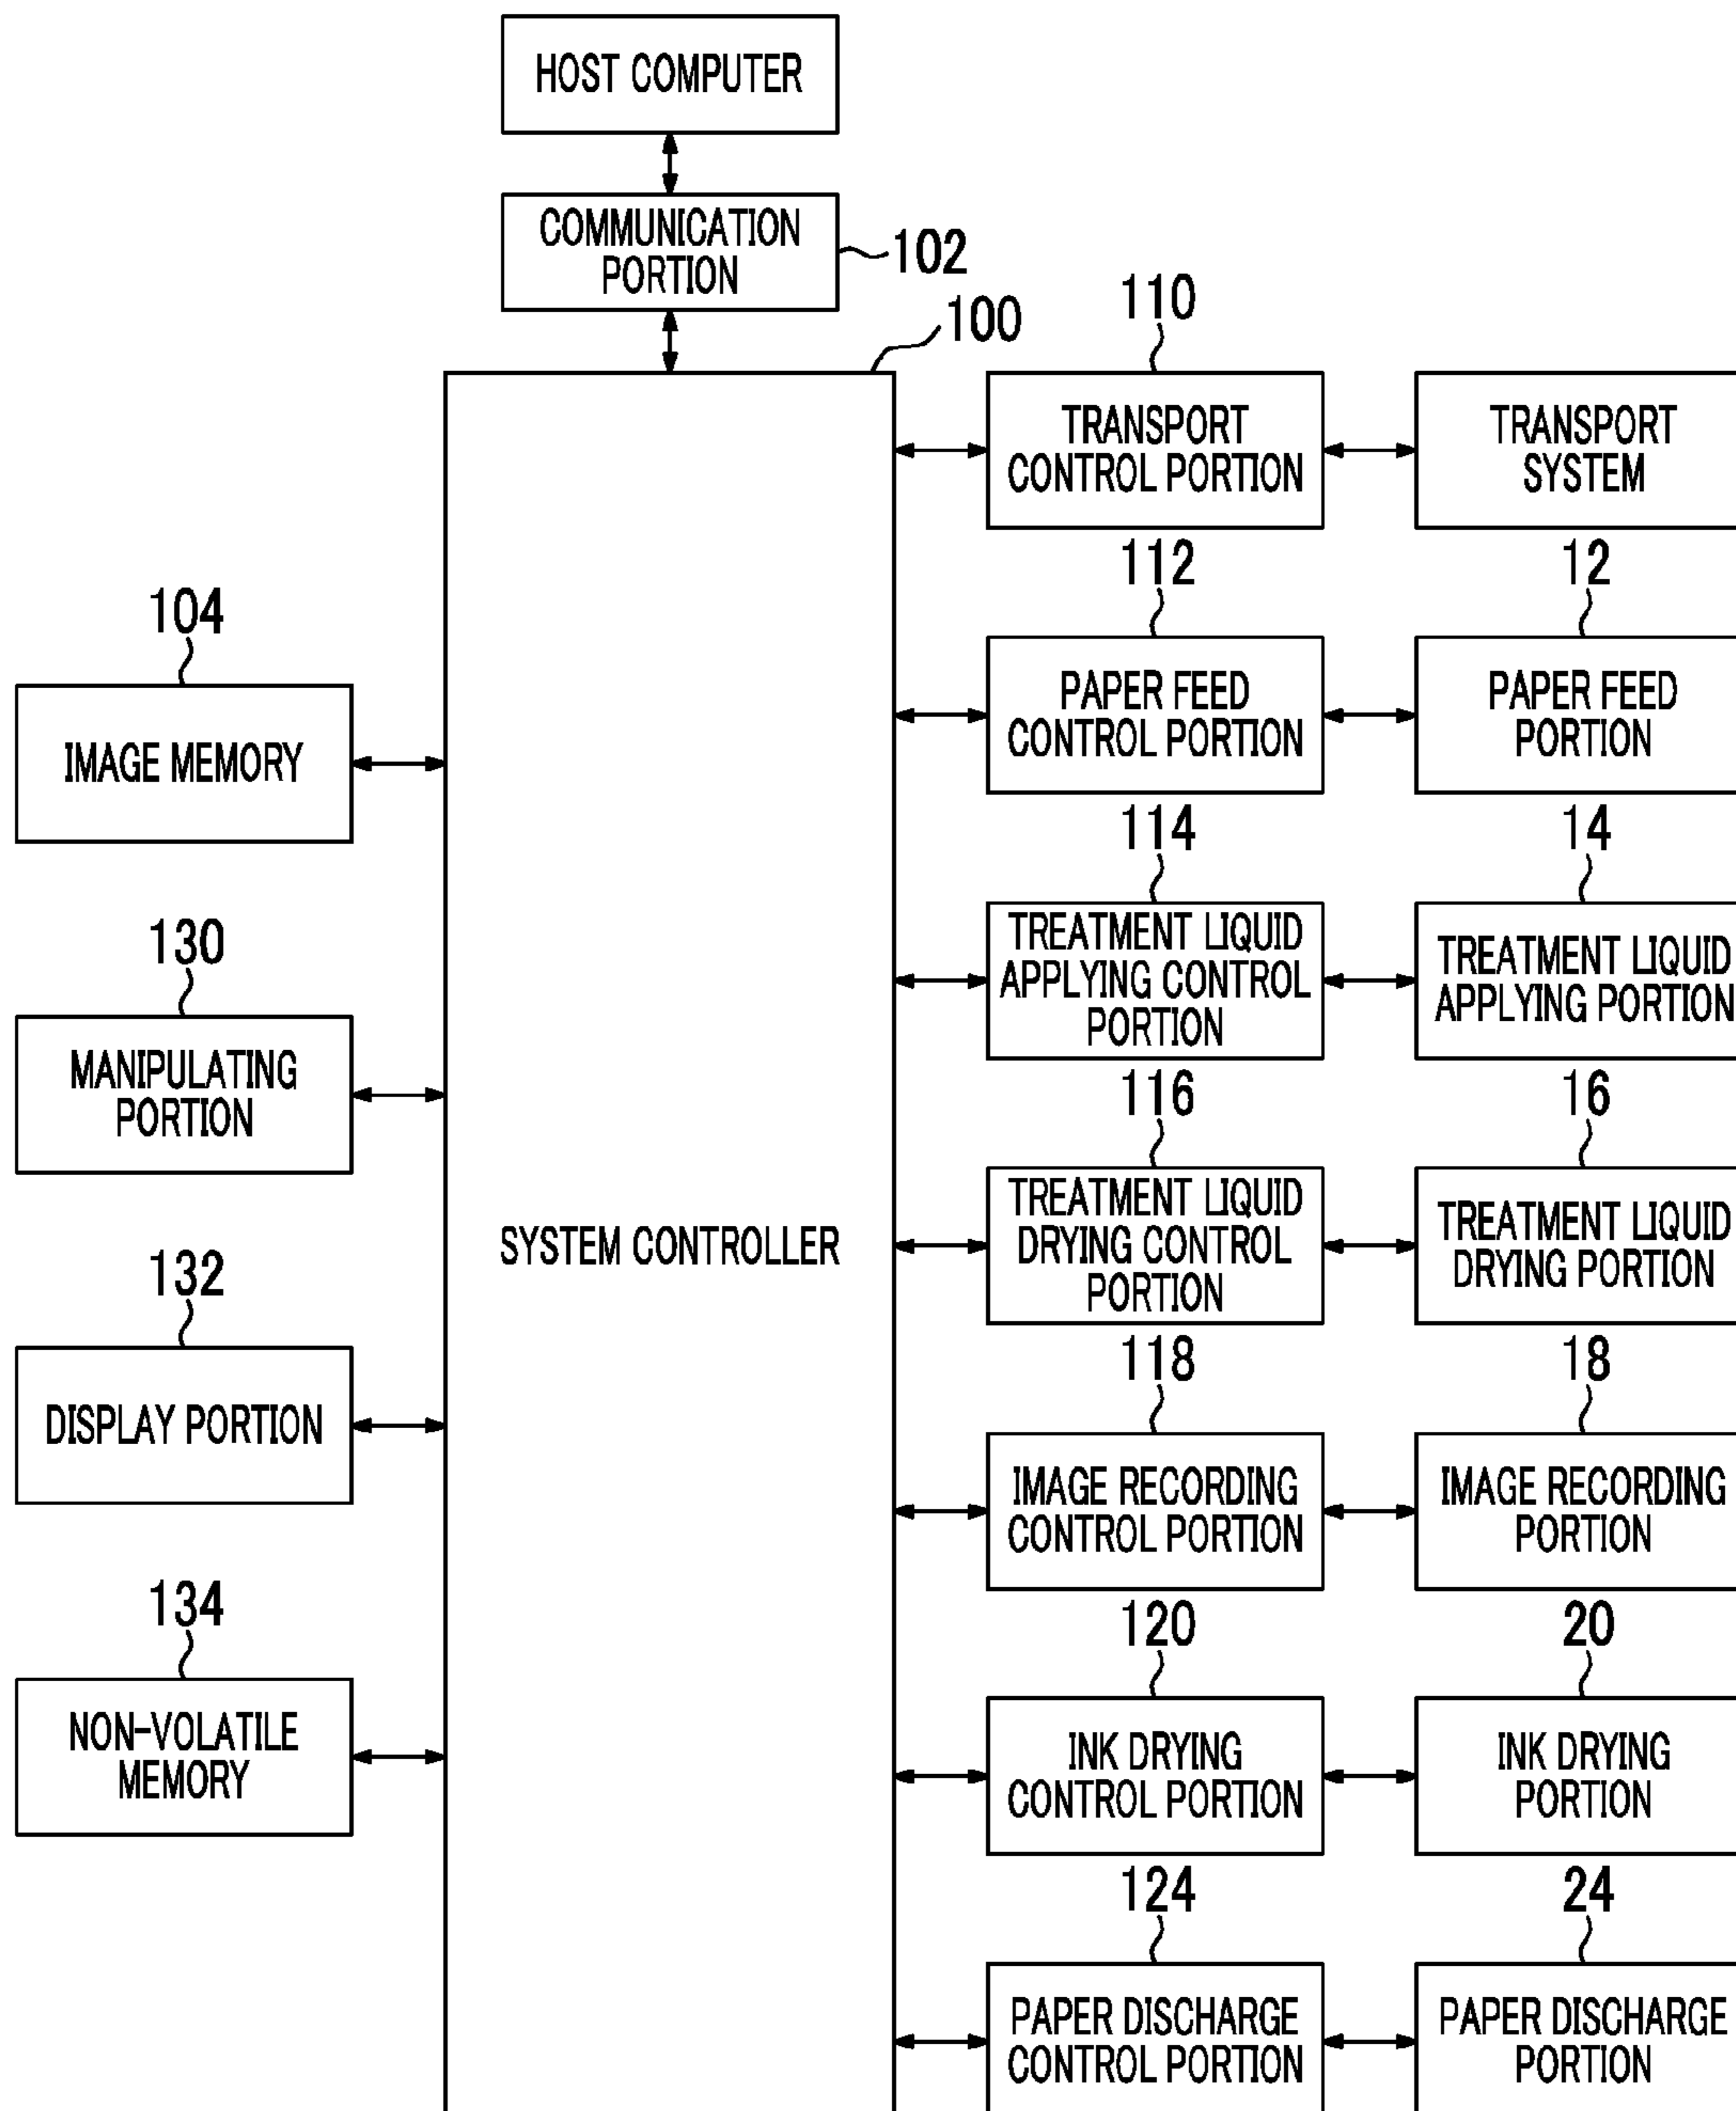 HOST COMPUTER
COMMUNICATION
PORTION
102
100
110
TRANSPORT
CONTROL PORTION
TRANSPORT
SYSTEM
112
12
PAPER FEED
CONTROL PORTION
PAPER FEED
PORTION
104
IMAGE MEMORY
114
14
TREATMENT LIQUID
APPLYING CONTROL
PORTION
TREATMENT LIQUID
APPLYING PORTION
130
MANIPULATING
PORTION
116
16
TREATMENT LIQUID
DRYING CONTROL
PORTION
TREATMENT LIQUID
DRYING PORTION
SYSTEM CONTROLLER
132
DISPLAY PORTION
118
18
IMAGE RECORDING
CONTROL PORTION
IMAGE RECORDING
PORTION
134
NON-VOLATILE
MEMORY
120
20
INK DRYING
CONTROL PORTION
INK DRYING
PORTION
124
24
PAPER DISCHARGE
CONTROL PORTION
PAPER DISCHARGE
PORTION